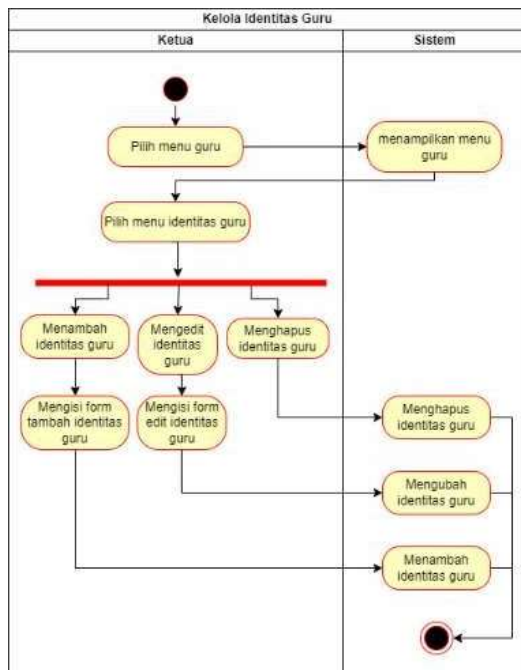 Kelola Identitas Guru
Ketua
Sistem
Pilih menu guru
menampilkan menu
guru
Pilih menu identitas guru
Menambah
identitas guru
Mengedit
identitas
guru
Menghapus
identitas guru
Mengisi form
tambah identitas
guru
Mengisi form
edit identitas
guru
Menghapus
identitas guru
Mengubah
identitas guru
Menambah
identitas guru